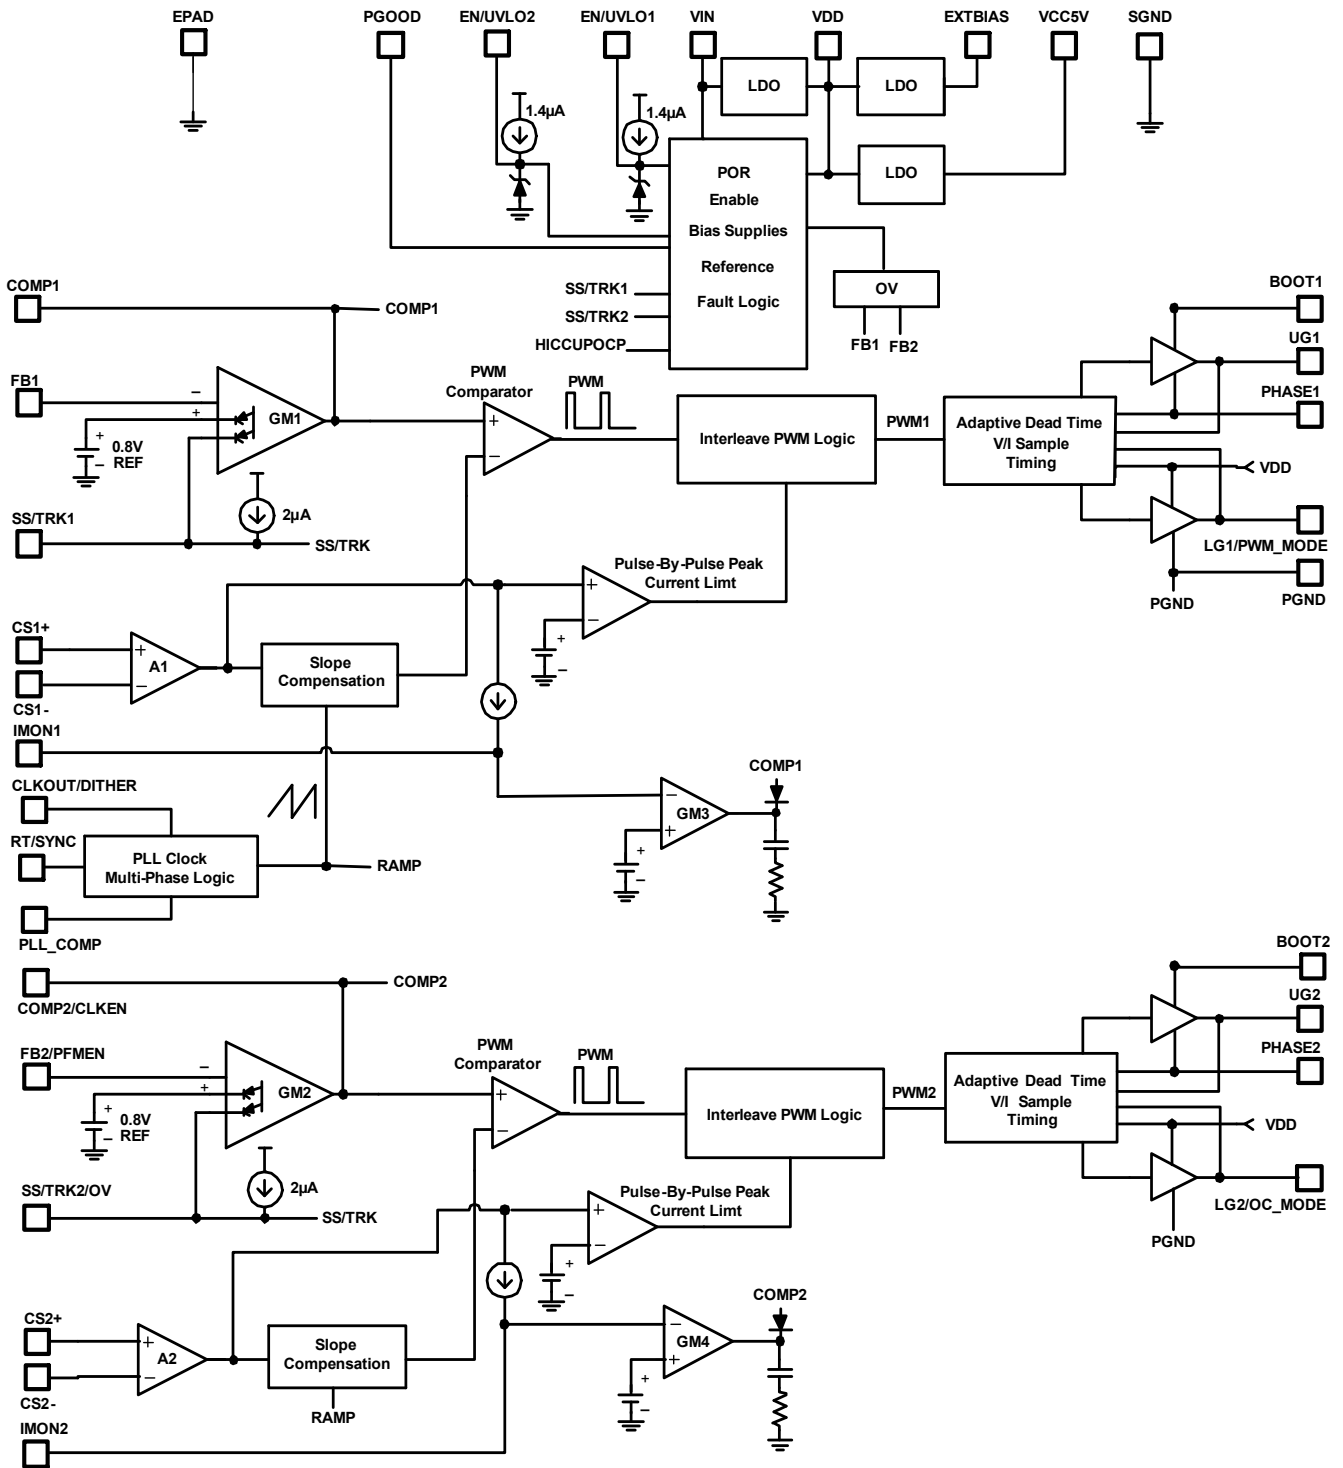 EPAD
PGOOD
EN/UVLO2
EN/UVLO1
VIN
VDD
EXTBIAS
VCC5V
SGND
LDO
LDO
1.4µA
1.4µA
POR
Enable
Bias Supplies
Reference
Fault Logic
LDO
OV
FB1
FB2
SS/TRK1
SS/TRK2
HICCUPOCP
COMP1
COMP1
FB1
−
+
GM1
+
0.8V
−
REF
SS/TRK1
2µA
SS/TRK
PWM
Comparator
+
−
PWM
Interleave PWM Logic
PWM1
Adaptive Dead Time
V/I Sample
Timing
BOOT1
UG1
PHASE1
VDD
LG1/PWM_MODE
PGND
PGND
Pulse-By-Pulse Peak
Current Limt
+
−
+
−
CS1+
+
A1
−
CS1-
Slope
Compensation
IMON1
COMP1
−
GM3
+
+
−
CLKOUT/DITHER
RT/SYNC
PLL Clock
Multi-Phase Logic
RAMP
PLL_COMP
COMP2
COMP2/CLKEN
FB2/PFMEN
−
+
GM2
+
0.8V
−
REF
SS/TRK2/OV
2µA
SS/TRK
PWM
Comparator
+
−
PWM
Interleave PWM Logic
PWM2
Adaptive Dead Time
V/I Sample
Timing
BOOT2
UG2
PHASE2
VDD
LG2/OC_MODE
PGND
Pulse-By-Pulse Peak
Current Limt
+
−
+
−
CS2+
+
A2
−
CS2-
Slope
Compensation
RAMP
IMON2
COMP2
−
GM4
+
+
−